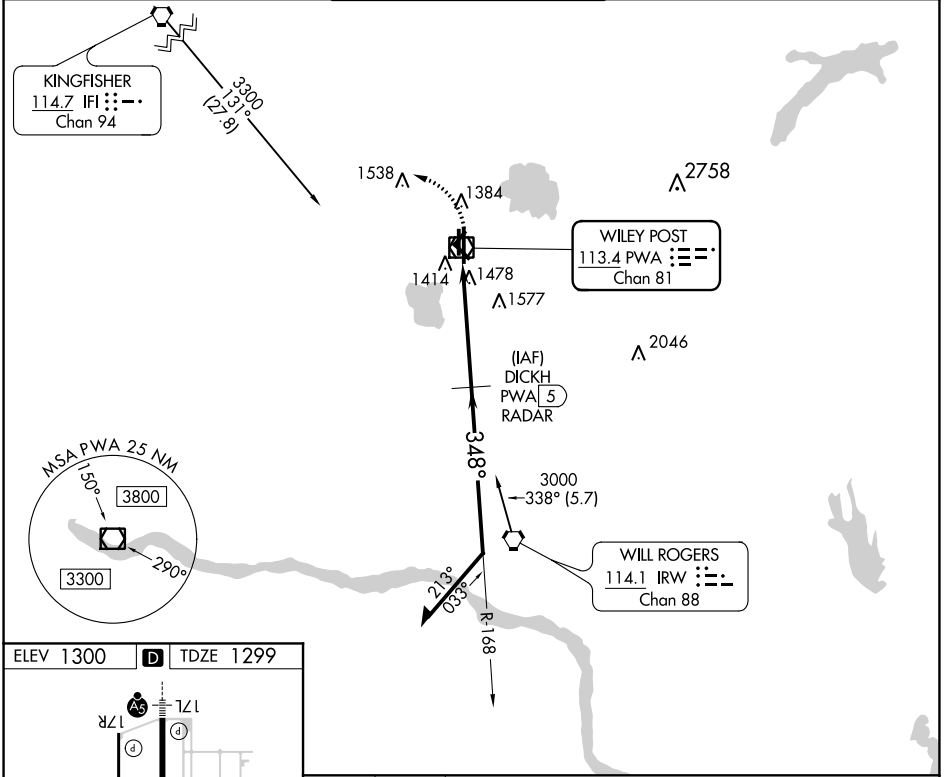 KINGFISHER
114.7 IFI
Chan 94
3300
131°
(27.8)
1538
1384
2758
WILEY POST
113.4 PWA
Chan 81
1414
1478
1577
2046
(IAF)
DICKH
PWA 5
RADAR
348°
MSA PWA 25 NM
150°
3800
3300
290°
3000
338° (5.7)
WILL ROGERS
114.1 IRW
Chan 88
213°
033°
R-168
ELEV 1300 D TDZE 1299
A5
17R
17L
P
P